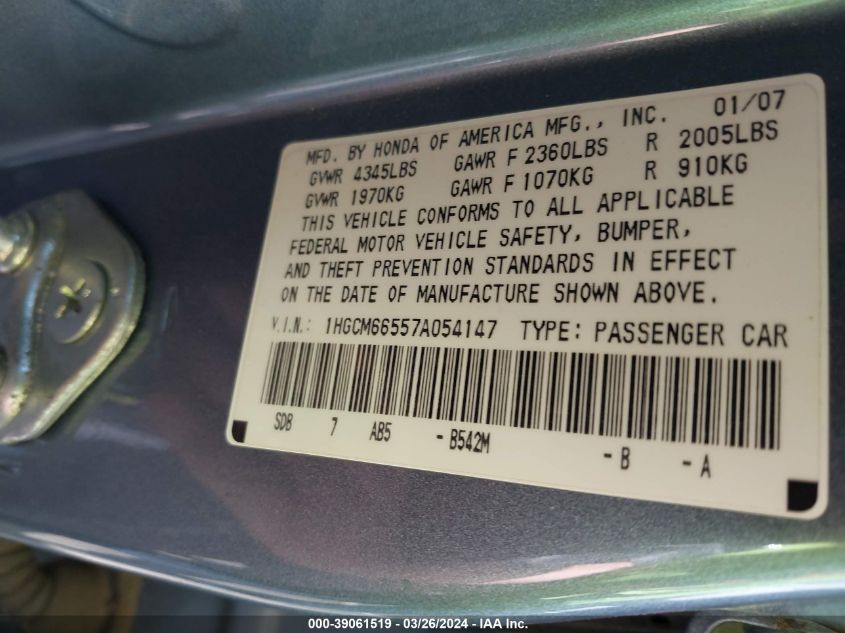 MFD. BY HONDA OF AMERICA MFG., INC. 01/07
GVWR 4345LBS GAWR F 2360LBS R 2005LBS
GVWR 1970KG GAWR F 1070KG R 910KG
THIS VEHICLE CONFORMS TO ALL APPLICABLE
FEDERAL MOTOR VEHICLE SAFETY, BUMPER,
AND THEFT PREVENTION STANDARDS IN EFFECT
ON THE DATE OF MANUFACTURE SHOWN ABOVE.
V.I.N.: 1HGCM66557A054147 TYPE: PASSENGER CAR
SDB 7 AB5 - B542M - B - A
000-39061519 - 03/26/2024 - IAA Inc.